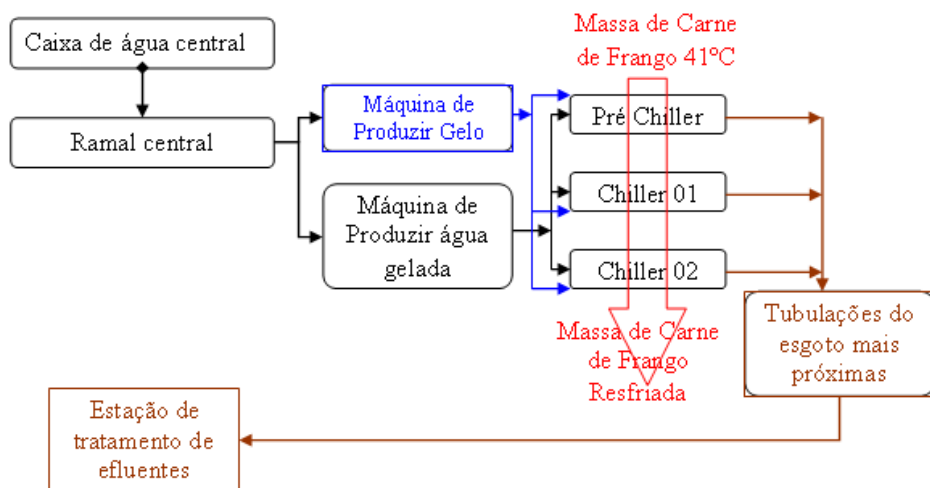 Caixa de água central
Ramal central
Máquina de
Produzir Gelo
Máquina de
Produzir água
gelada
Massa de Carne
de Frango 41°C
Pré Chiller
Chiller 01
Chiller 02
Massa de Carne
de Frango
Resfriada
Tubulações do
esgoto mais
próximas
Estação de
tratamento de
efluentes